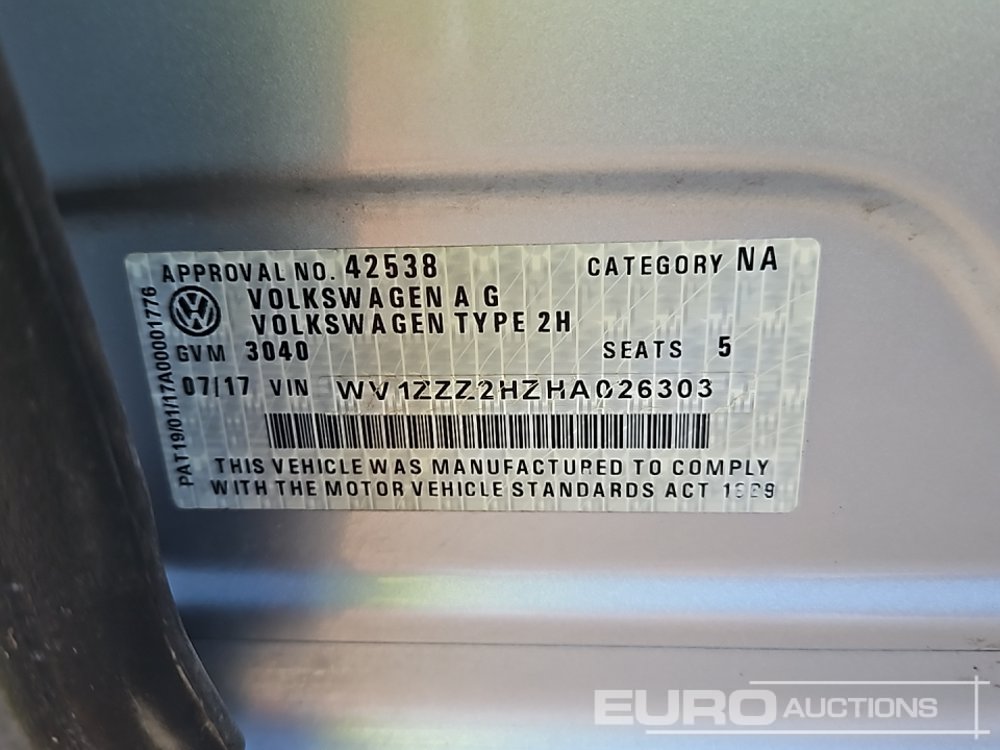 APPROVAL NO. 42538 CATEGORY NA
VOLKSWAGEN A G
VOLKSWAGEN TYPE 2H
GVM 3040 SEATS 5
07/17 VIN WV1ZZZ2HZHA026303
THIS VEHICLE WAS MANUFACTURED TO COMPLY
WITH THE MOTOR VEHICLE STANDARDS ACT 1989
PAT19/01/17A00001776
EURO AUCTIONS